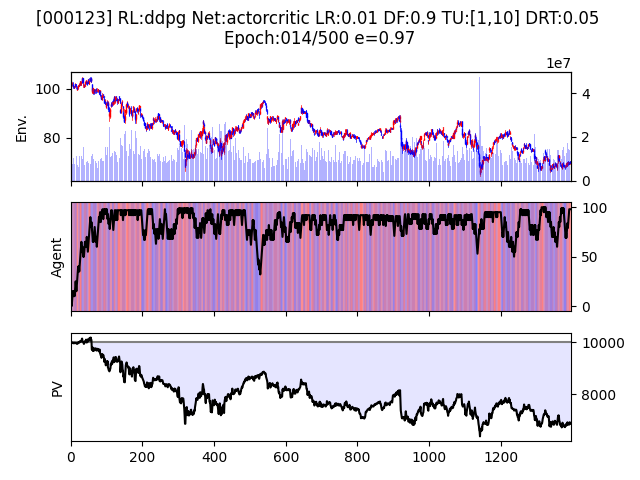 [000123] RL:ddpg Net:actorcritic LR:0.01 DF:0.9 TU:[1,10] DRT:0.05
Epoch:014/500 e=0.97
1e7
100
80
Env.
4
2
0
Agent
100
50
0
PV
10000
8000
0
200
400
600
800
1000
1200